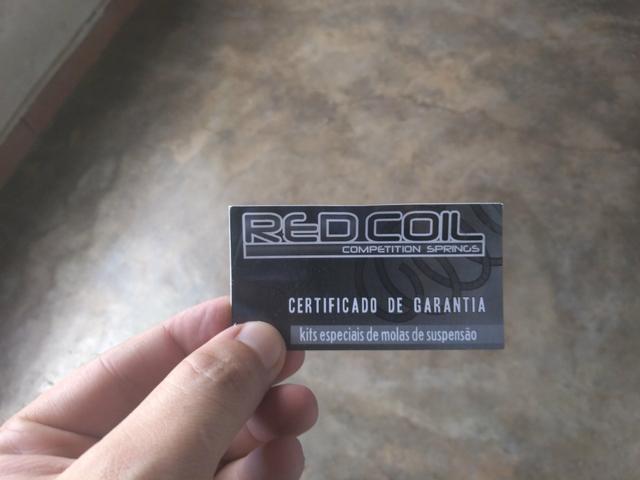 RED COIL
COMPETITION SPRINGS
CERTIFICADO DE GARANTIA
kits especiais de molas de suspensão